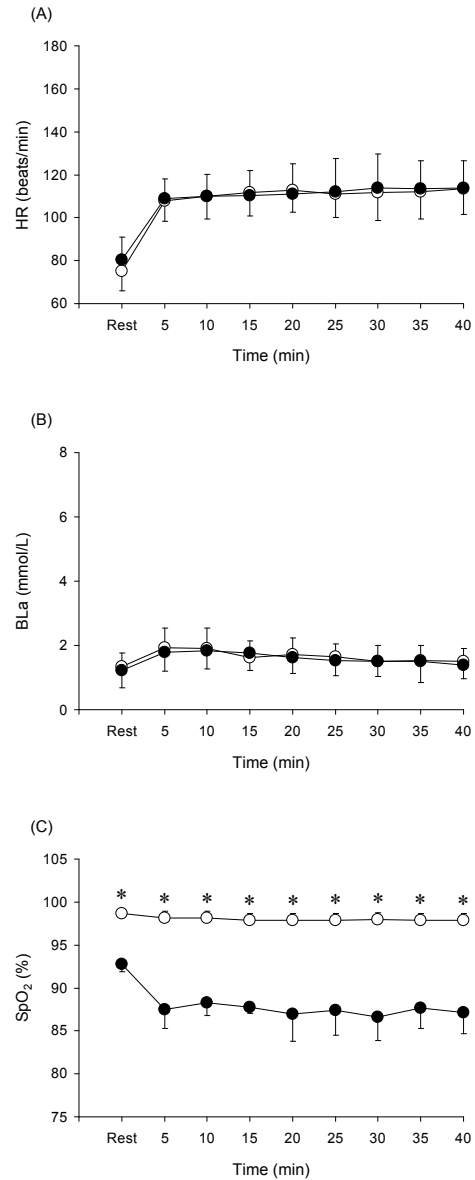 (A)
180
160
140
120
100
80
60
HR (beats/min)
Rest 5 10 15 20 25 30 35 40
Time (min)
(B)
8
6
4
2
0
BLa (mmol/L)
Rest 5 10 15 20 25 30 35 40
Time (min)
(C)
105
100
95
90
85
80
75
SpO₂ (%)
* * * * * * * * *
Rest 5 10 15 20 25 30 35 40
Time (min)